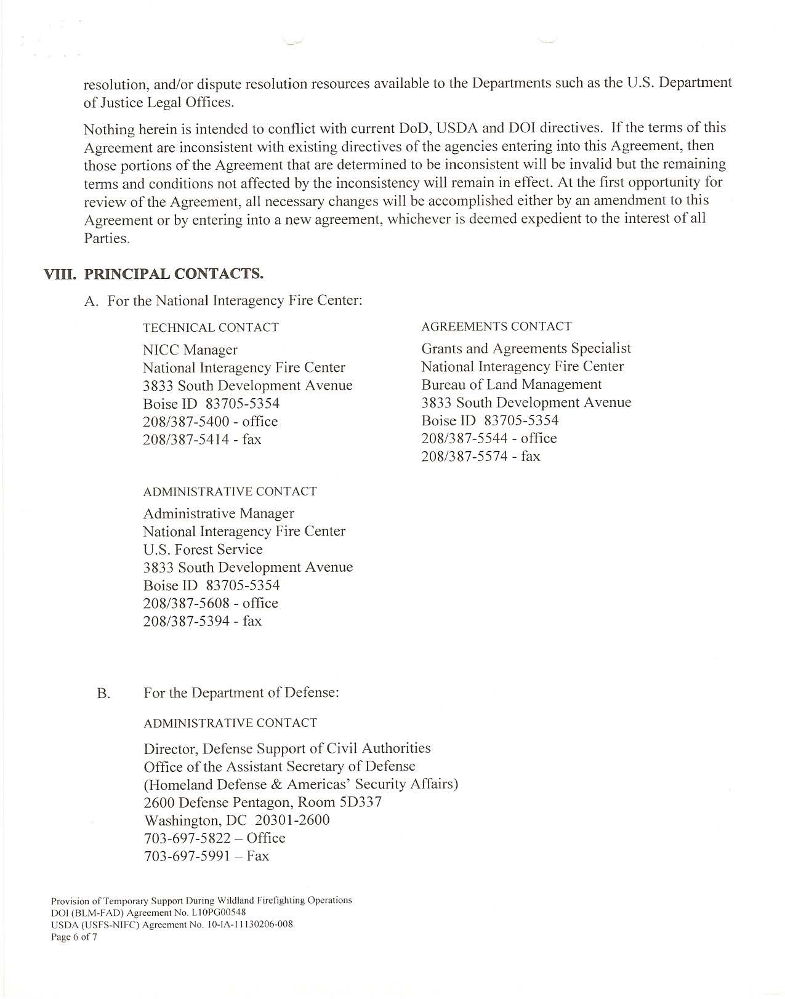 resolution, and/or dispute resolution resources available to the Departments such as the U.S. Department
of Justice Legal Offices.
Nothing herein is intended to conflict with current DoD, USDA and DOI directives. If the terms of this
Agreement are inconsistent with existing directives of the agencies entering into this Agreement, then
those portions of the Agreement that are determined to be inconsistent will be invalid but the remaining
terms and conditions not affected by the inconsistency will remain in effect. At the first opportunity for
review of the Agreement, all necessary changes will be accomplished either by an amendment to this
Agreement or by entering into a new agreement, whichever is deemed expedient to the interest of all
Parties.
VIII. PRINCIPAL CONTACTS.
A. For the National Interagency Fire Center:
TECHNICAL CONTACT
NICC Manager
National Interagency Fire Center
3833 South Development Avenue
Boise ID 83705-5354
208/387-5400 - office
208/387-5414 - fax
AGREEMENTS CONTACT
Grants and Agreements Specialist
National Interagency Fire Center
Bureau of Land Management
3833 South Development Avenue
Boise ID 83705-5354
208/387-5544 - office
208/387-5574 - fax
ADMINISTRATIVE CONTACT
Administrative Manager
National Interagency Fire Center
U.S. Forest Service
3833 South Development Avenue
Boise ID 83705-5354
208/387-5608 - office
208/387-5394 - fax
B. For the Department of Defense:
ADMINISTRATIVE CONTACT
Director, Defense Support of Civil Authorities
Office of the Assistant Secretary of Defense
(Homeland Defense & Americas’ Security Affairs)
2600 Defense Pentagon, Room 5D337
Washington, DC 20301-2600
703-697-5822 – Office
703-697-5991 – Fax
Provision of Temporary Support During Wildland Firefighting Operations
DOI (BLM-FAD) Agreement No. L10PG00548
USDA (USFS-NIFC) Agreement No. 10-IA-11130206-008
Page 6 of 7